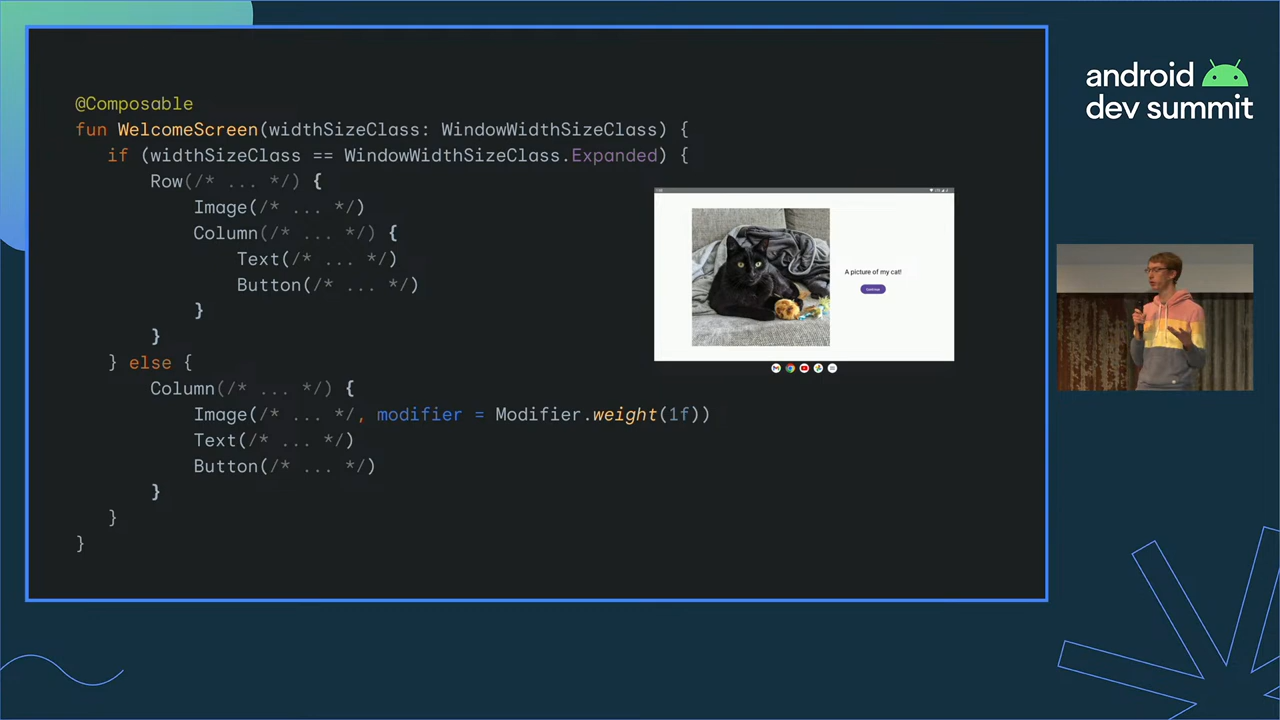 @Composable
fun WelcomeScreen(widthSizeClass: WindowWidthSizeClass) {
if (widthSizeClass == WindowWidthSizeClass.Expanded) {
Row(/* ... */) {
Image(/* ... */)
Column(/* ... */) {
Text(/* ... */)
Button(/* ... */)
}
}
} else {
Column(/* ... */) {
Image(/* ... */, modifier = Modifier.weight(1f))
Text(/* ... */)
Button(/* ... */)
}
}
}
A picture of my cat!
Continue
android
dev summit